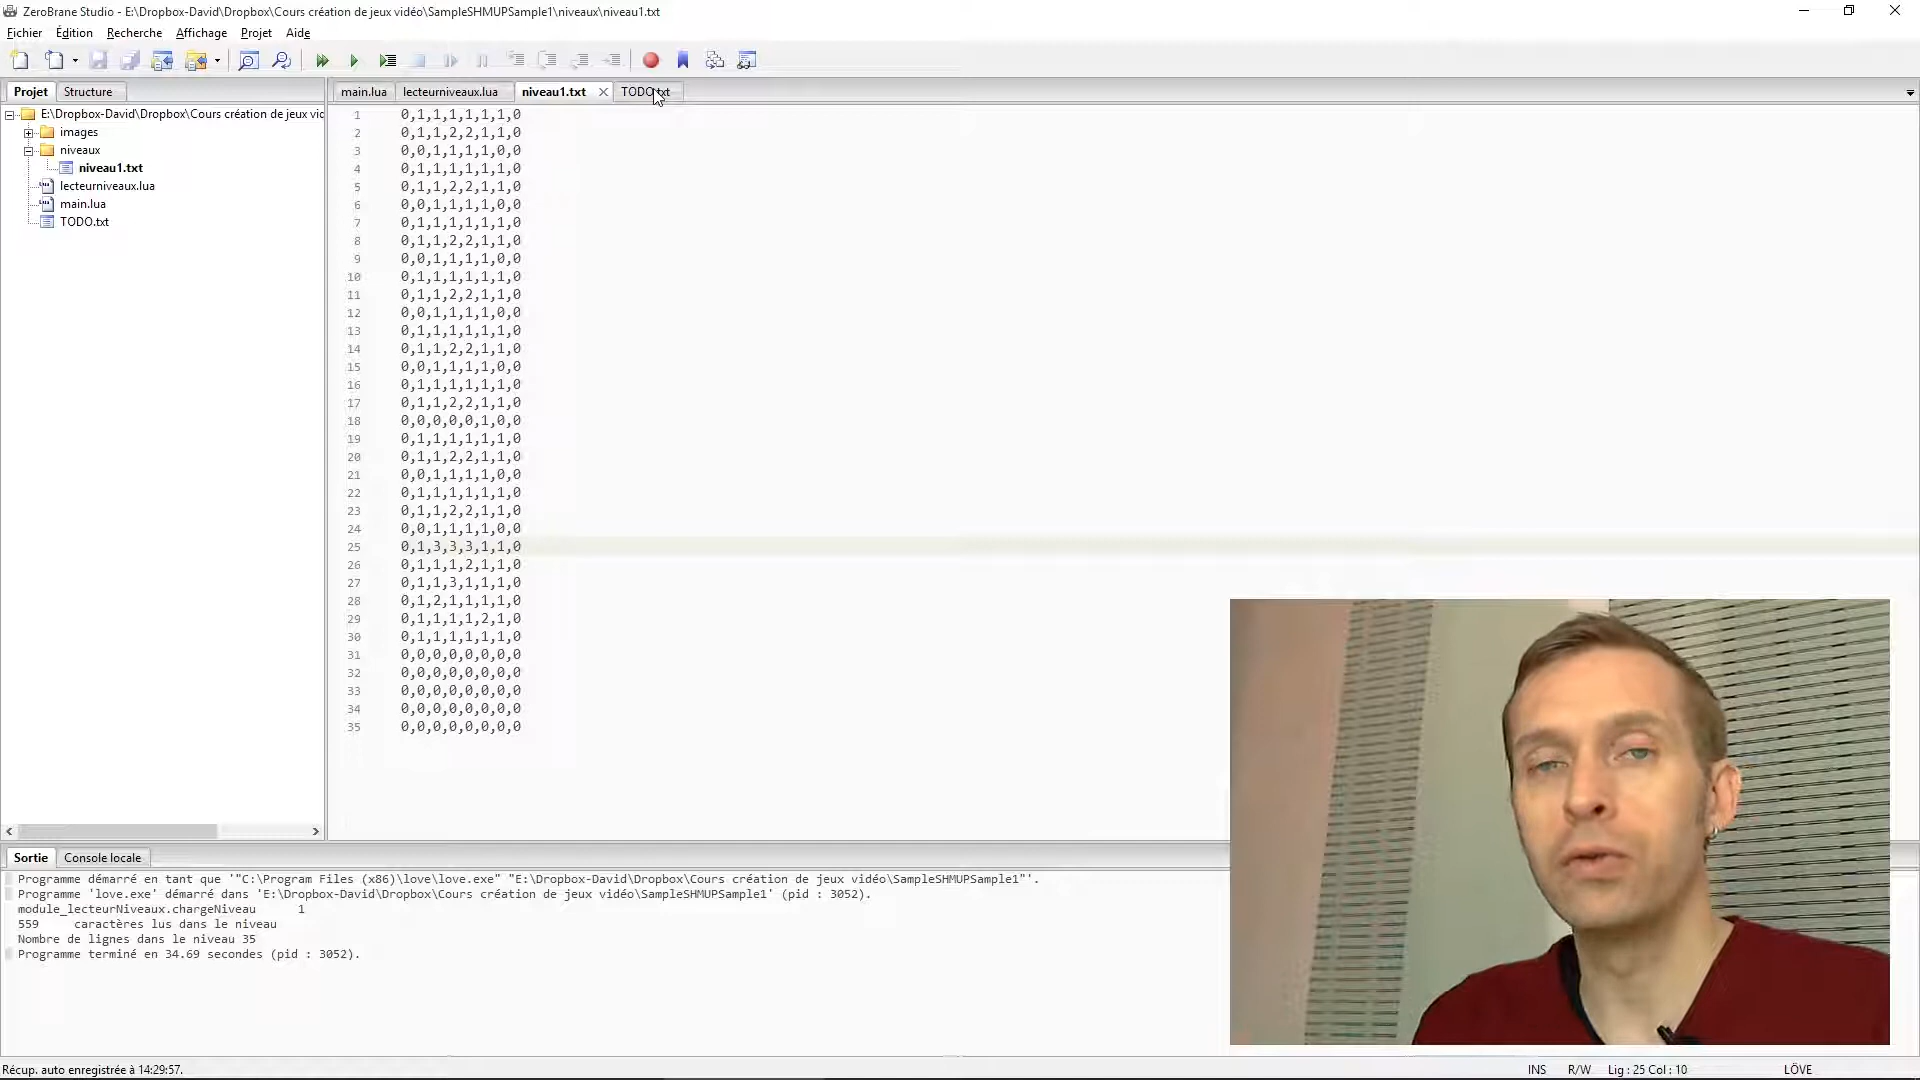 ZeroBrane Studio - E:\Dropbox-David\Dropbox\Cours création de jeux vidéo\SampleSHMUPSample1\niveaux\niveau1.txt
Fichier Édition Recherche Affichage Projet Aide
Projet Structure
main.lua lecteurniveaux.lua niveau1.txt TODO.txt
E:\Dropbox-David\Dropbox\Cours création de jeux vic
images
niveaux
niveau1.txt
lecteurniveaux.lua
main.lua
TODO.txt
1 0,1,1,1,1,1,1,0
2 0,1,1,2,2,1,1,0
3 0,0,1,1,1,1,0,0
4 0,1,1,1,1,1,1,0
5 0,1,1,2,2,1,1,0
6 0,0,1,1,1,1,0,0
7 0,1,1,1,1,1,1,0
8 0,1,1,2,2,1,1,0
9 0,0,1,1,1,1,0,0
10 0,1,1,1,1,1,1,0
11 0,1,1,2,2,1,1,0
12 0,0,1,1,1,1,0,0
13 0,1,1,1,1,1,1,0
14 0,1,1,2,2,1,1,0
15 0,0,1,1,1,1,0,0
16 0,1,1,1,1,1,1,0
17 0,1,1,2,2,1,1,0
18 0,0,0,0,0,1,0,0
19 0,1,1,1,1,1,1,0
20 0,1,1,2,2,1,1,0
21 0,0,1,1,1,1,0,0
22 0,1,1,1,1,1,1,0
23 0,1,1,2,2,1,1,0
24 0,0,1,1,1,1,0,0
25 0,1,3,3,3,1,1,0
26 0,1,1,1,2,1,1,0
27 0,1,1,3,1,1,1,0
28 0,1,2,1,1,1,1,0
29 0,1,1,1,1,2,1,0
30 0,1,1,1,1,1,1,0
31 0,0,0,0,0,0,0,0
32 0,0,0,0,0,0,0,0
33 0,0,0,0,0,0,0,0
34 0,0,0,0,0,0,0,0
35 0,0,0,0,0,0,0,0
Sortie Console locale
Programme démarré en tant que '"C:\Program Files (x86)\love\love.exe" "E:\Dropbox-David\Dropbox\Cours création de jeux vidéo\SampleSHMUPSample1"'.
Programme 'love.exe' démarré dans 'E:\Dropbox-David\Dropbox\Cours création de jeux vidéo\SampleSHMUPSample1' (pid : 3052).
module_lecteurNiveaux.chargeNiveau 1
559 caractères lus dans le niveau
Nombre de lignes dans le niveau 35
Programme terminé en 34.69 secondes (pid : 3052).
Récup. auto enregistrée à 14:29:57. INS R/W Lig : 25 Col : 10 LÖVE